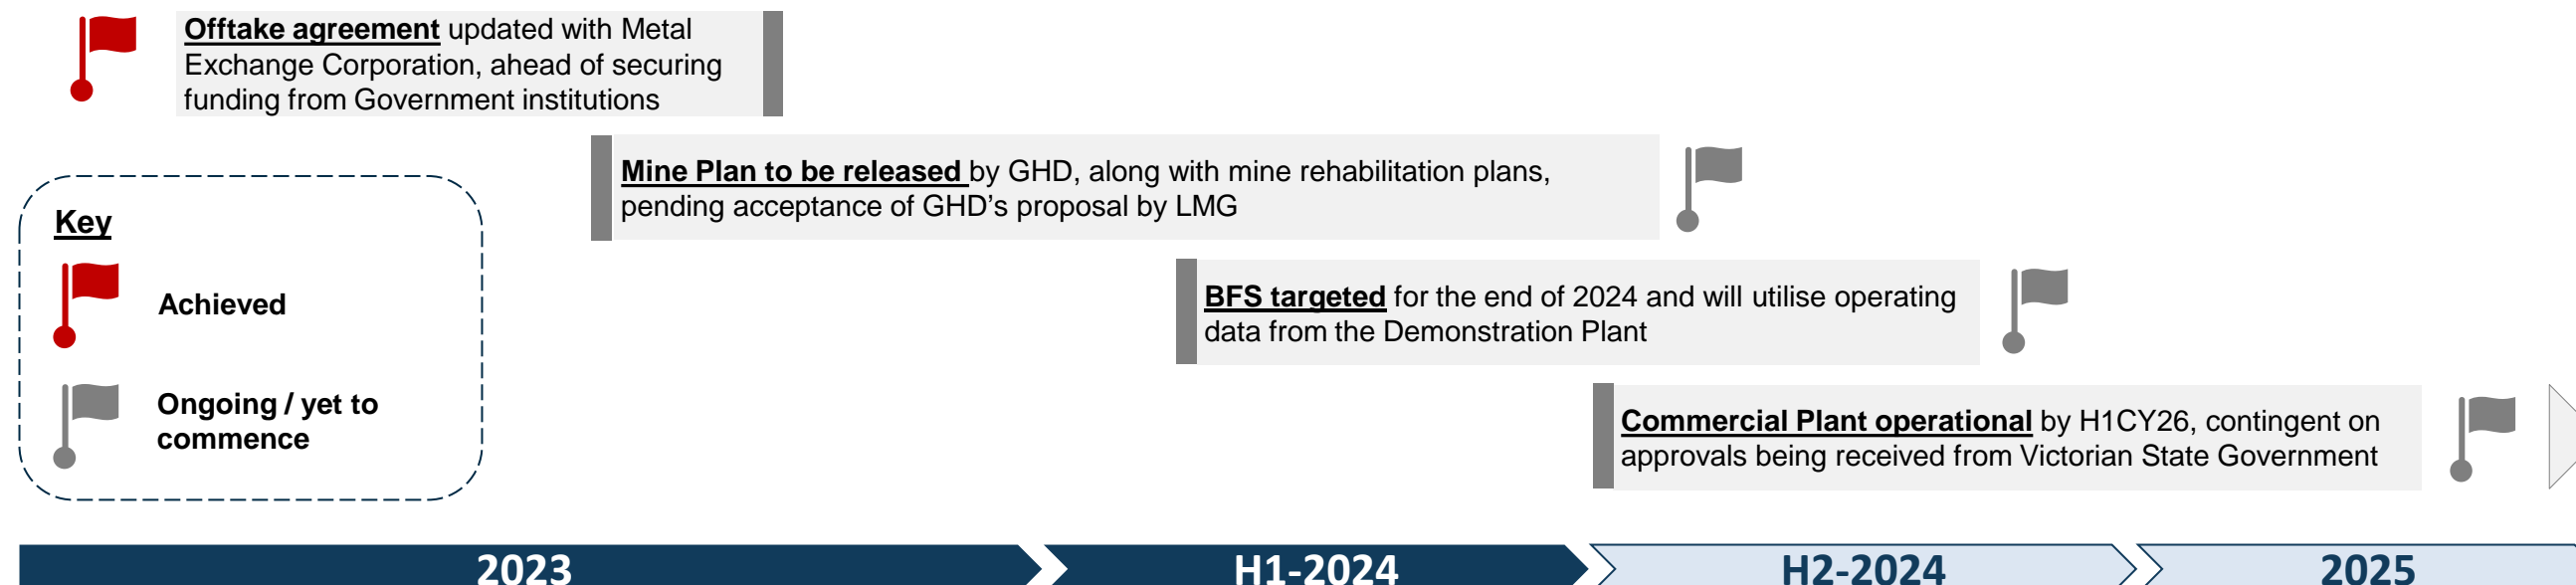 Offtake agreement updated with Metal
Exchange Corporation, ahead of securing
funding from Government institutions
Mine Plan to be released by GHD, along with mine rehabilitation plans,
pending acceptance of GHD's proposal by LMG
Key
Achieved
Ongoing / yet to
commence
BFS targeted for the end of 2024 and will utilise operating
data from the Demonstration Plant
Commercial Plant operational by H1CY26, contingent on
approvals being received from Victorian State Government
2023
H1-2024
H2-2024
2025